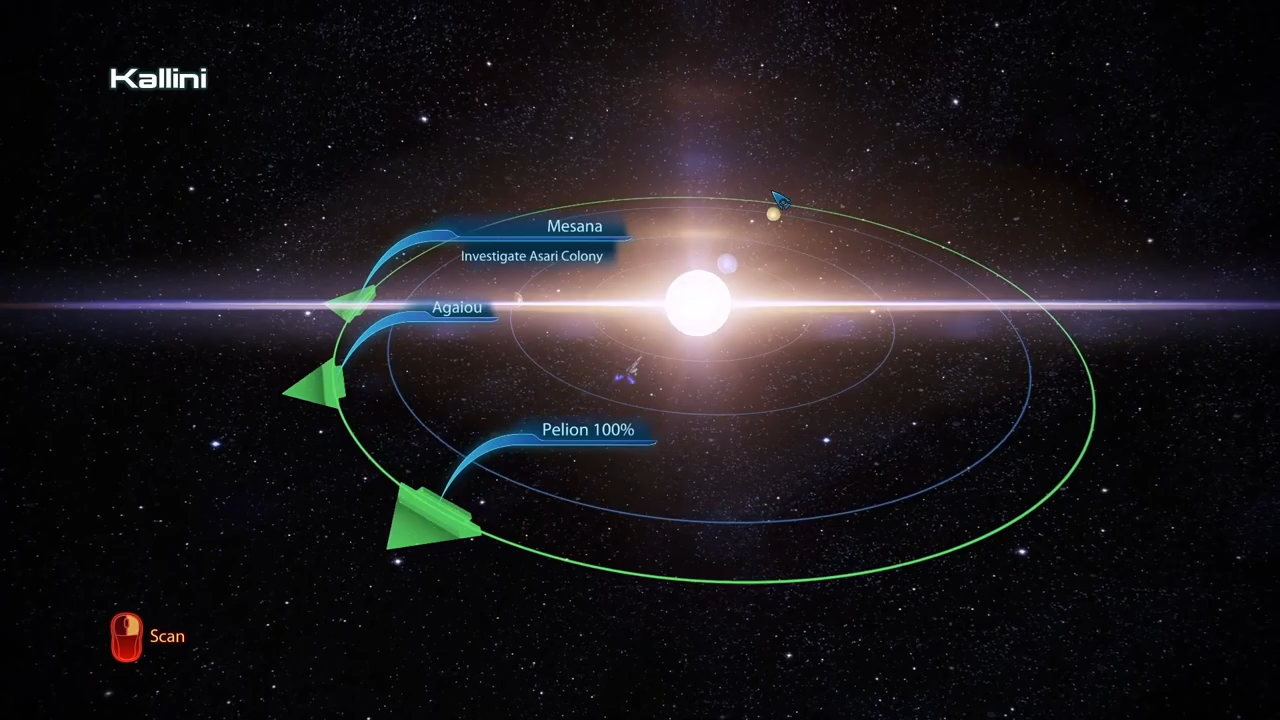 Kallini
Mesana
Investigate Asari Colony
Agaiou
Pelion 100%
Scan